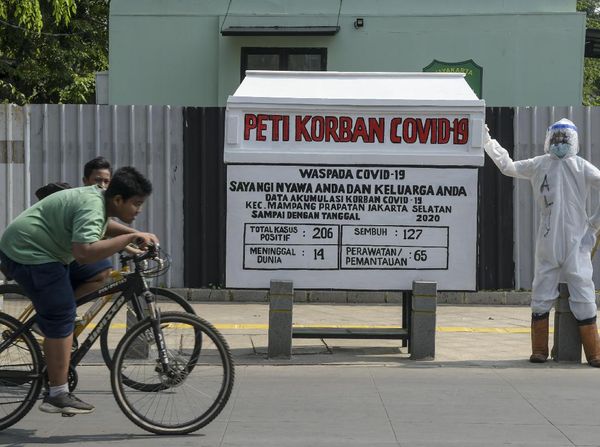 PETI KORBAN COVID-19
WASPADA COVID-19
SAYANGI NYAWA ANDA DAN KELUARGA ANDA
DATA AKUMULASI KORBAN COVID-19
KEC. MAMPANG PRAPATAN JAKARTA SELATAN
SAMPAI DENGAN TANGGAL 2020
TOTAL KASUS POSITIF : 206
SEMBUH : 127
MENINGGAL DUNIA : 14
PERAWATAN/ PEMANTAUAN : 65